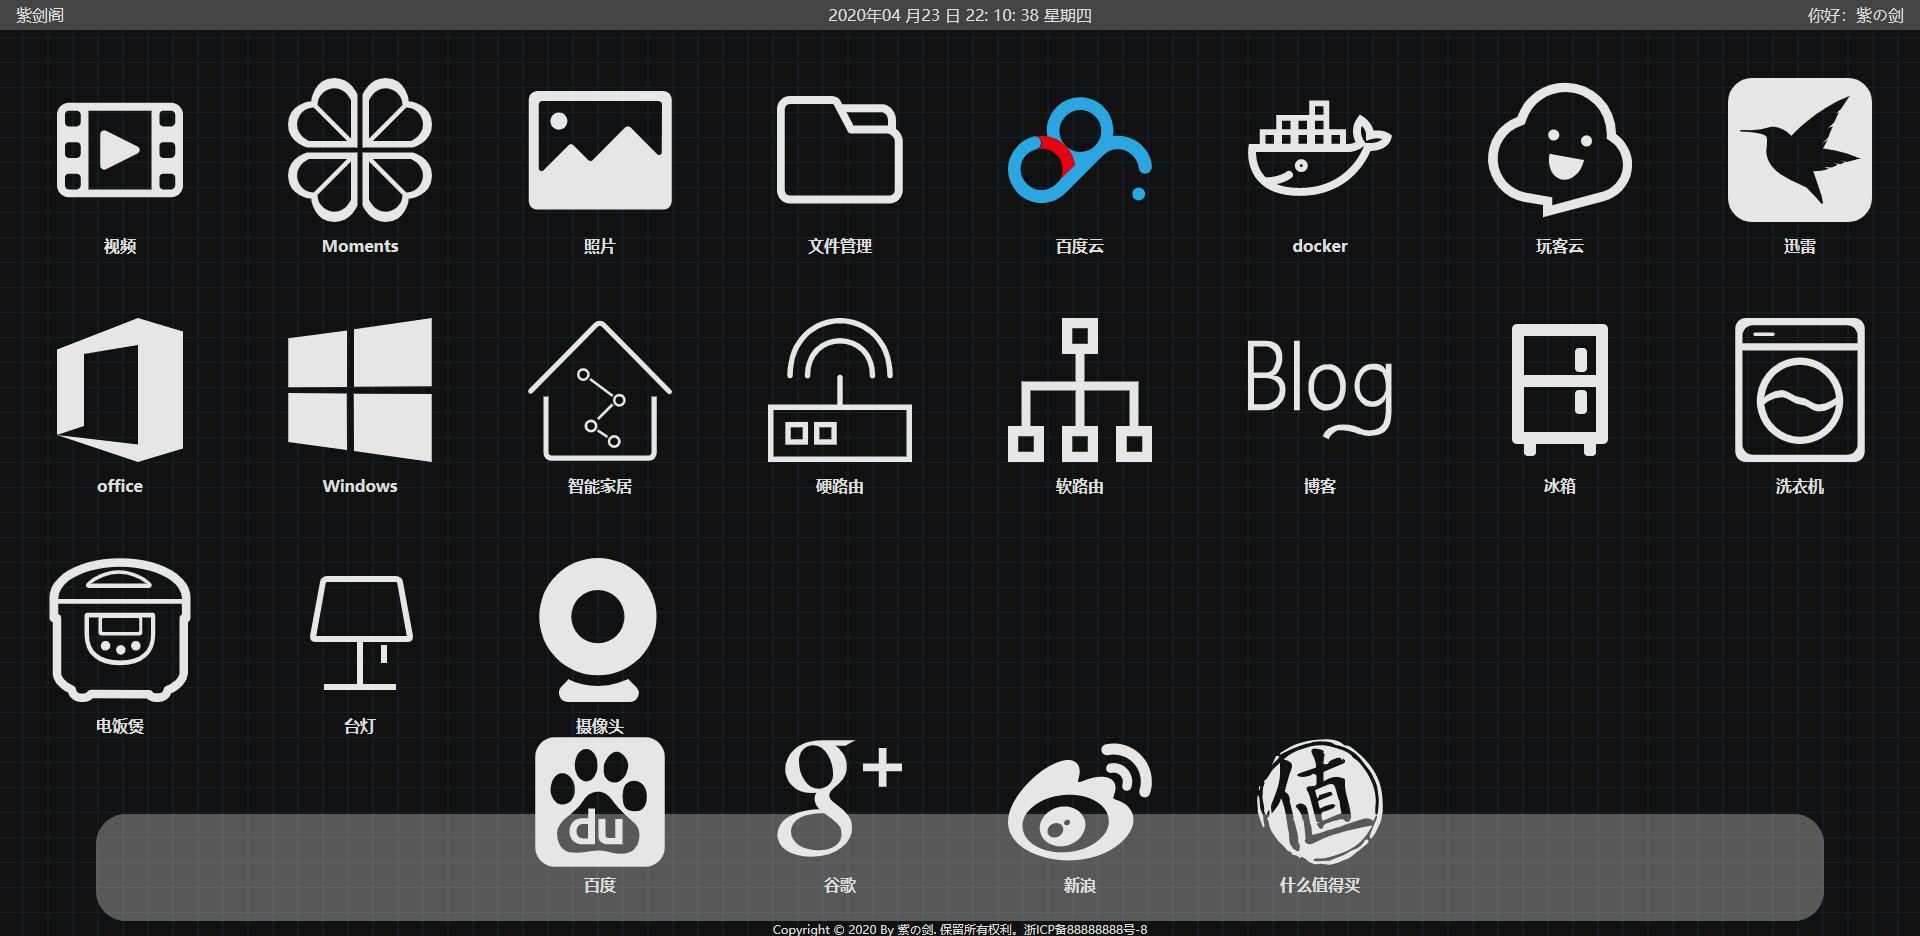 紫剑阁
2020年04 月23 日 22: 10: 38 星期四
你好：紫の剑
视频
Moments
照片
文件管理
百度云
docker
玩客云
迅雷
office
Windows
智能家居
硬路由
软路由
Blog
博客
冰箱
洗衣机
电饭煲
台灯
摄像头
du
g+
值
百度
谷歌
新浪
什么值得买
Copyright © 2020 By 紫の剑. 保留所有权利。浙ICP备88888888号-8